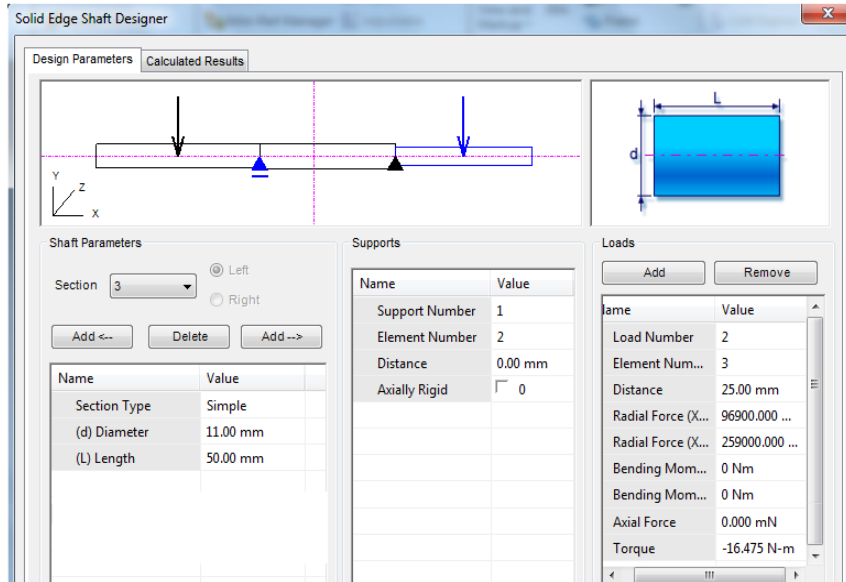 Solid Edge Shaft Designer
X
Design Parameters
Calculated Results
Y
Z
X
L
d
Shaft Parameters
Section 3
Left
Right
Add <--
Delete
Add -->
Name Value
Section Type Simple
(d) Diameter 11.00 mm
(L) Length 50.00 mm
Supports
Name Value
Support Number 1
Element Number 2
Distance 0.00 mm
Axially Rigid 0
Loads
Add
Remove
lame Value
Load Number 2
Element Num... 3
Distance 25.00 mm
Radial Force (X... 96900.000 ...
Radial Force (X... 259000.000 ...
Bending Mom... 0 Nm
Bending Mom... 0 Nm
Axial Force 0.000 mN
Torque -16.475 N-m